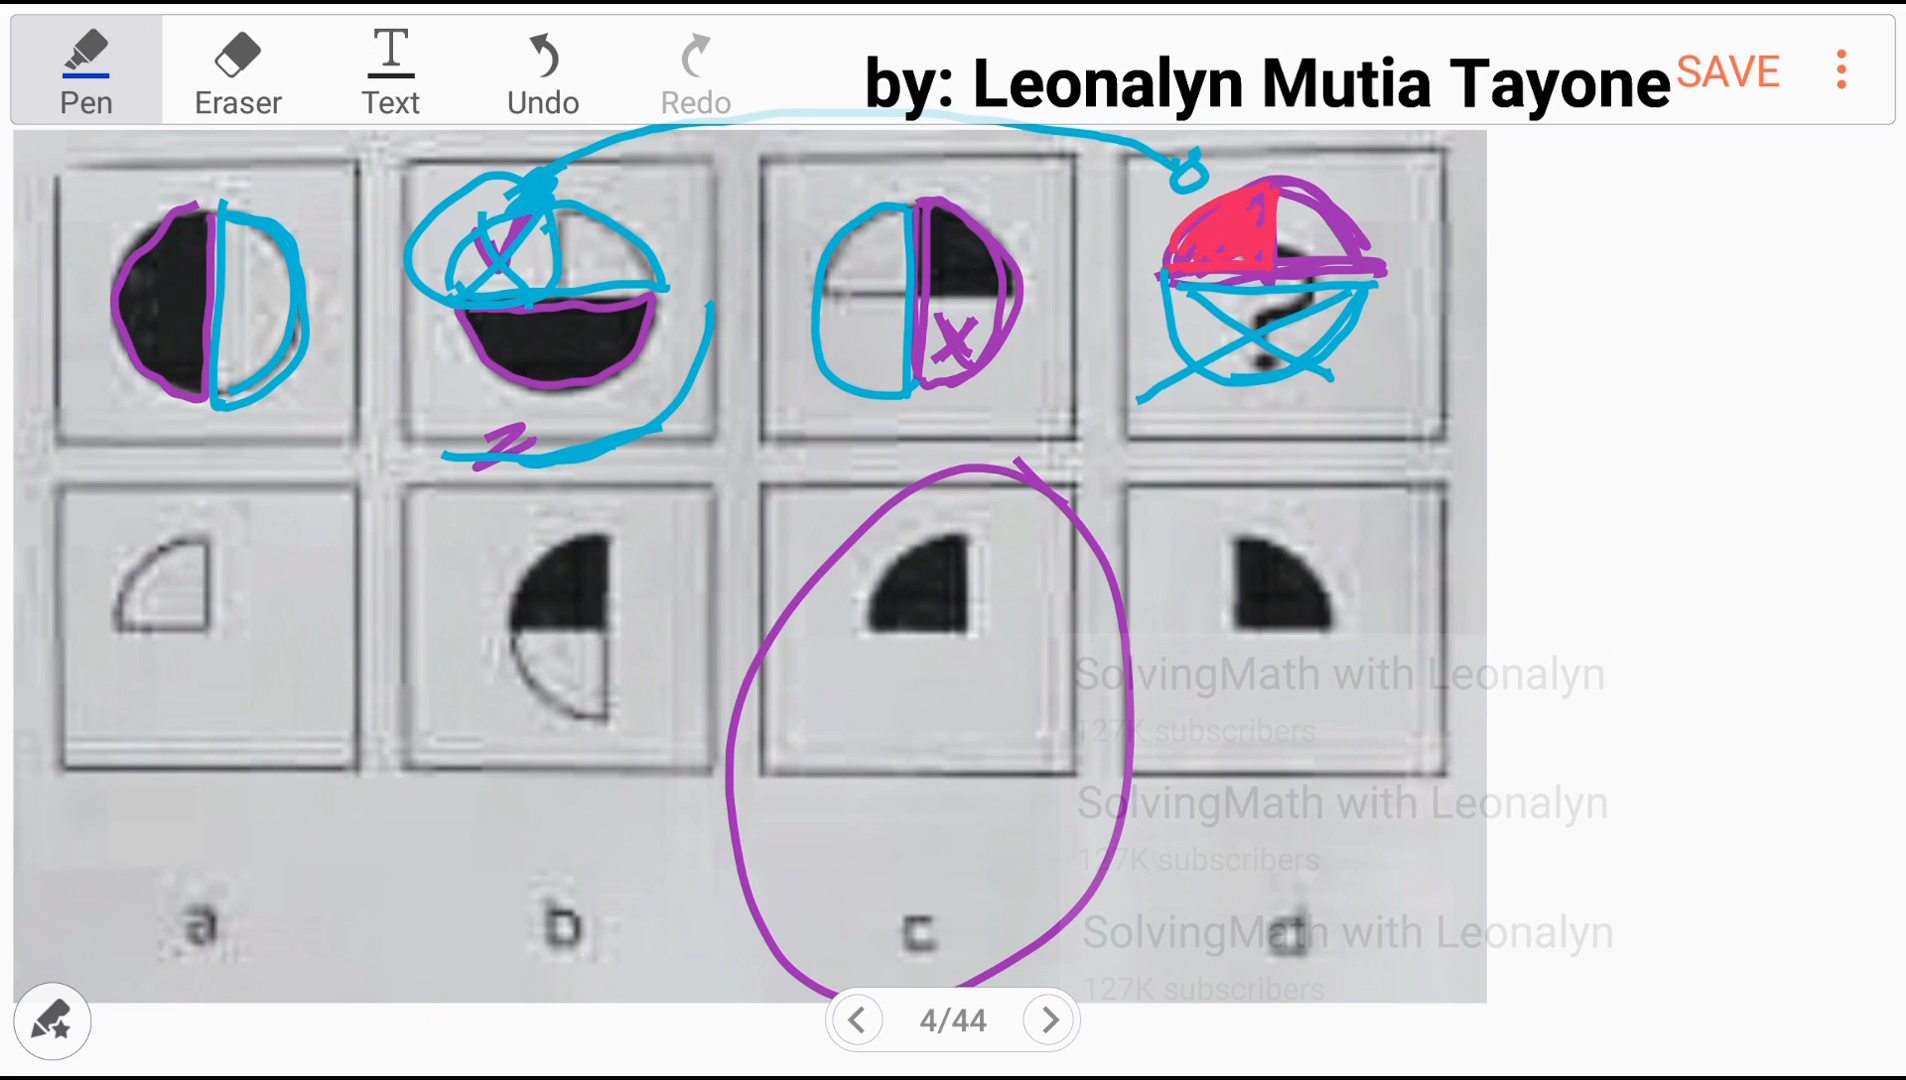 Pen
Eraser
Text
Undo
Redo
by: Leonalyn Mutia Tayone
SAVE
?
SolvingMath with Leonalyn
127K subscribers
SolvingMath with Leonalyn
127K subscribers
a
b
c
d
SolvingMath with Leonalyn
127K subscribers
4/44